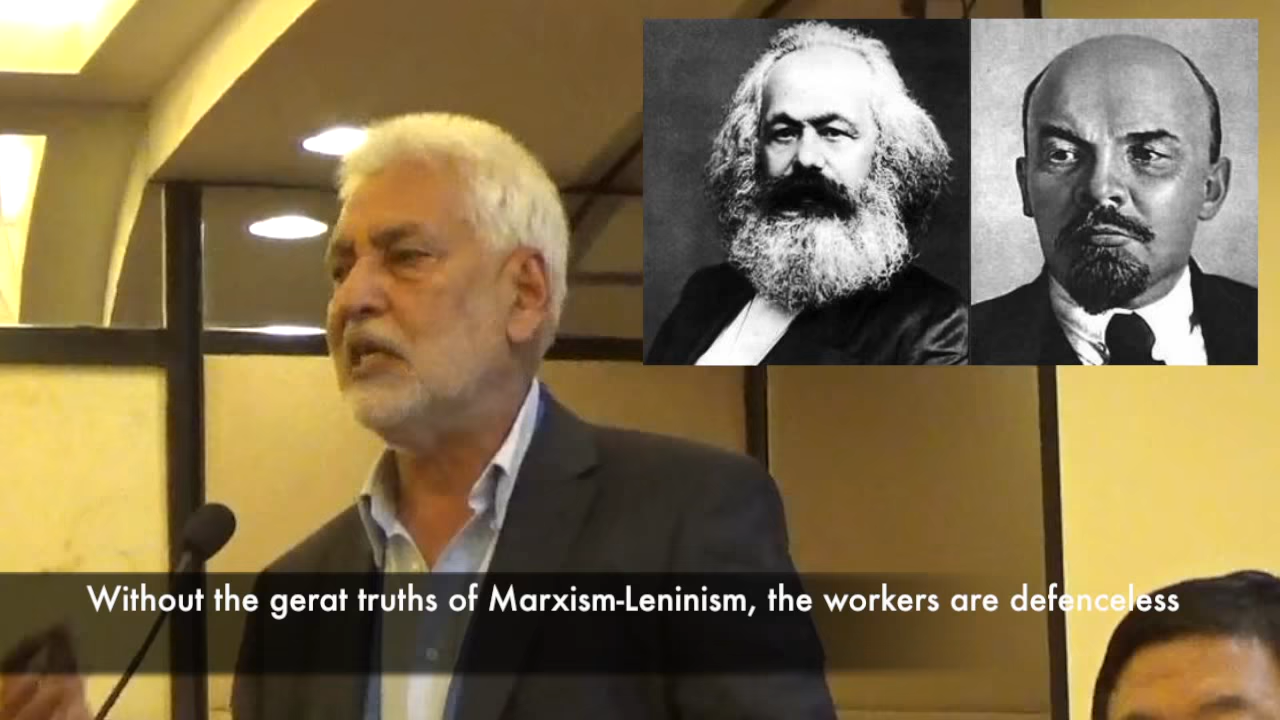 Without the gerat truths of Marxism-Leninism, the workers are defenceless